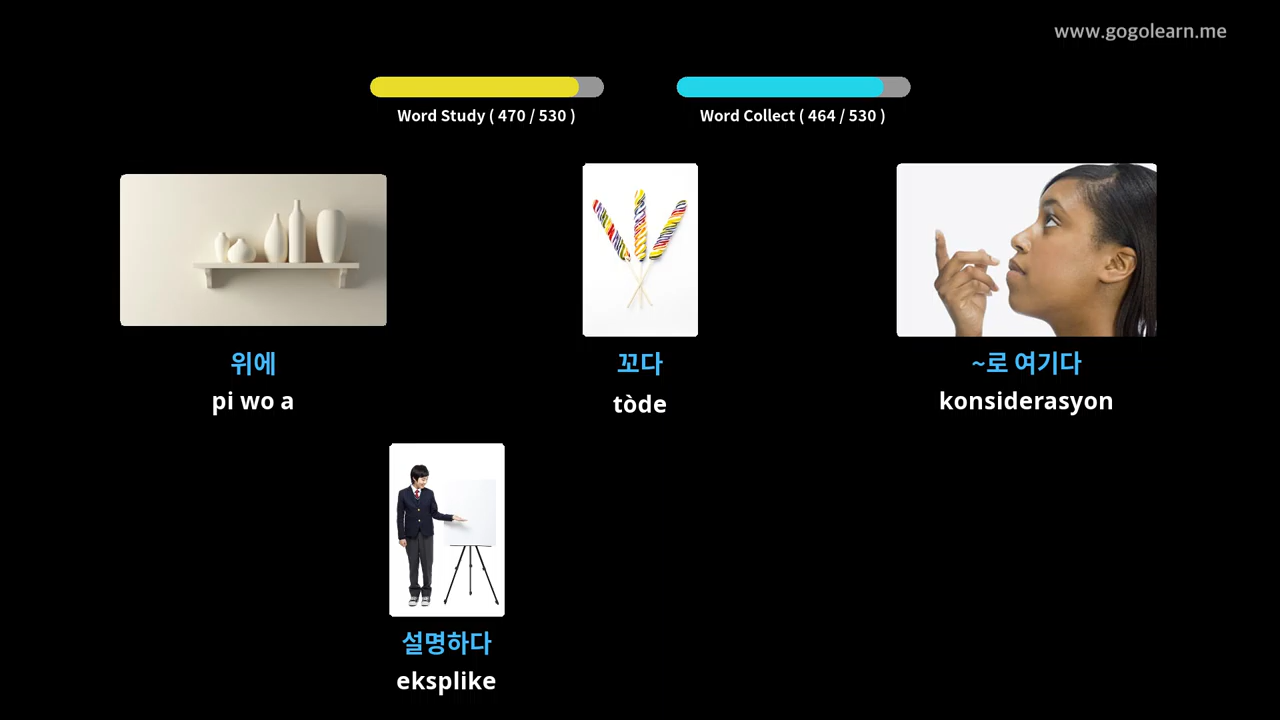 www.gogolearn.me
Word Study ( 470 / 530 )
Word Collect ( 464 / 530 )
위에
pi wo a
꼬다
tòde
~로 여기다
konsiderasyon
설명하다
eksplike